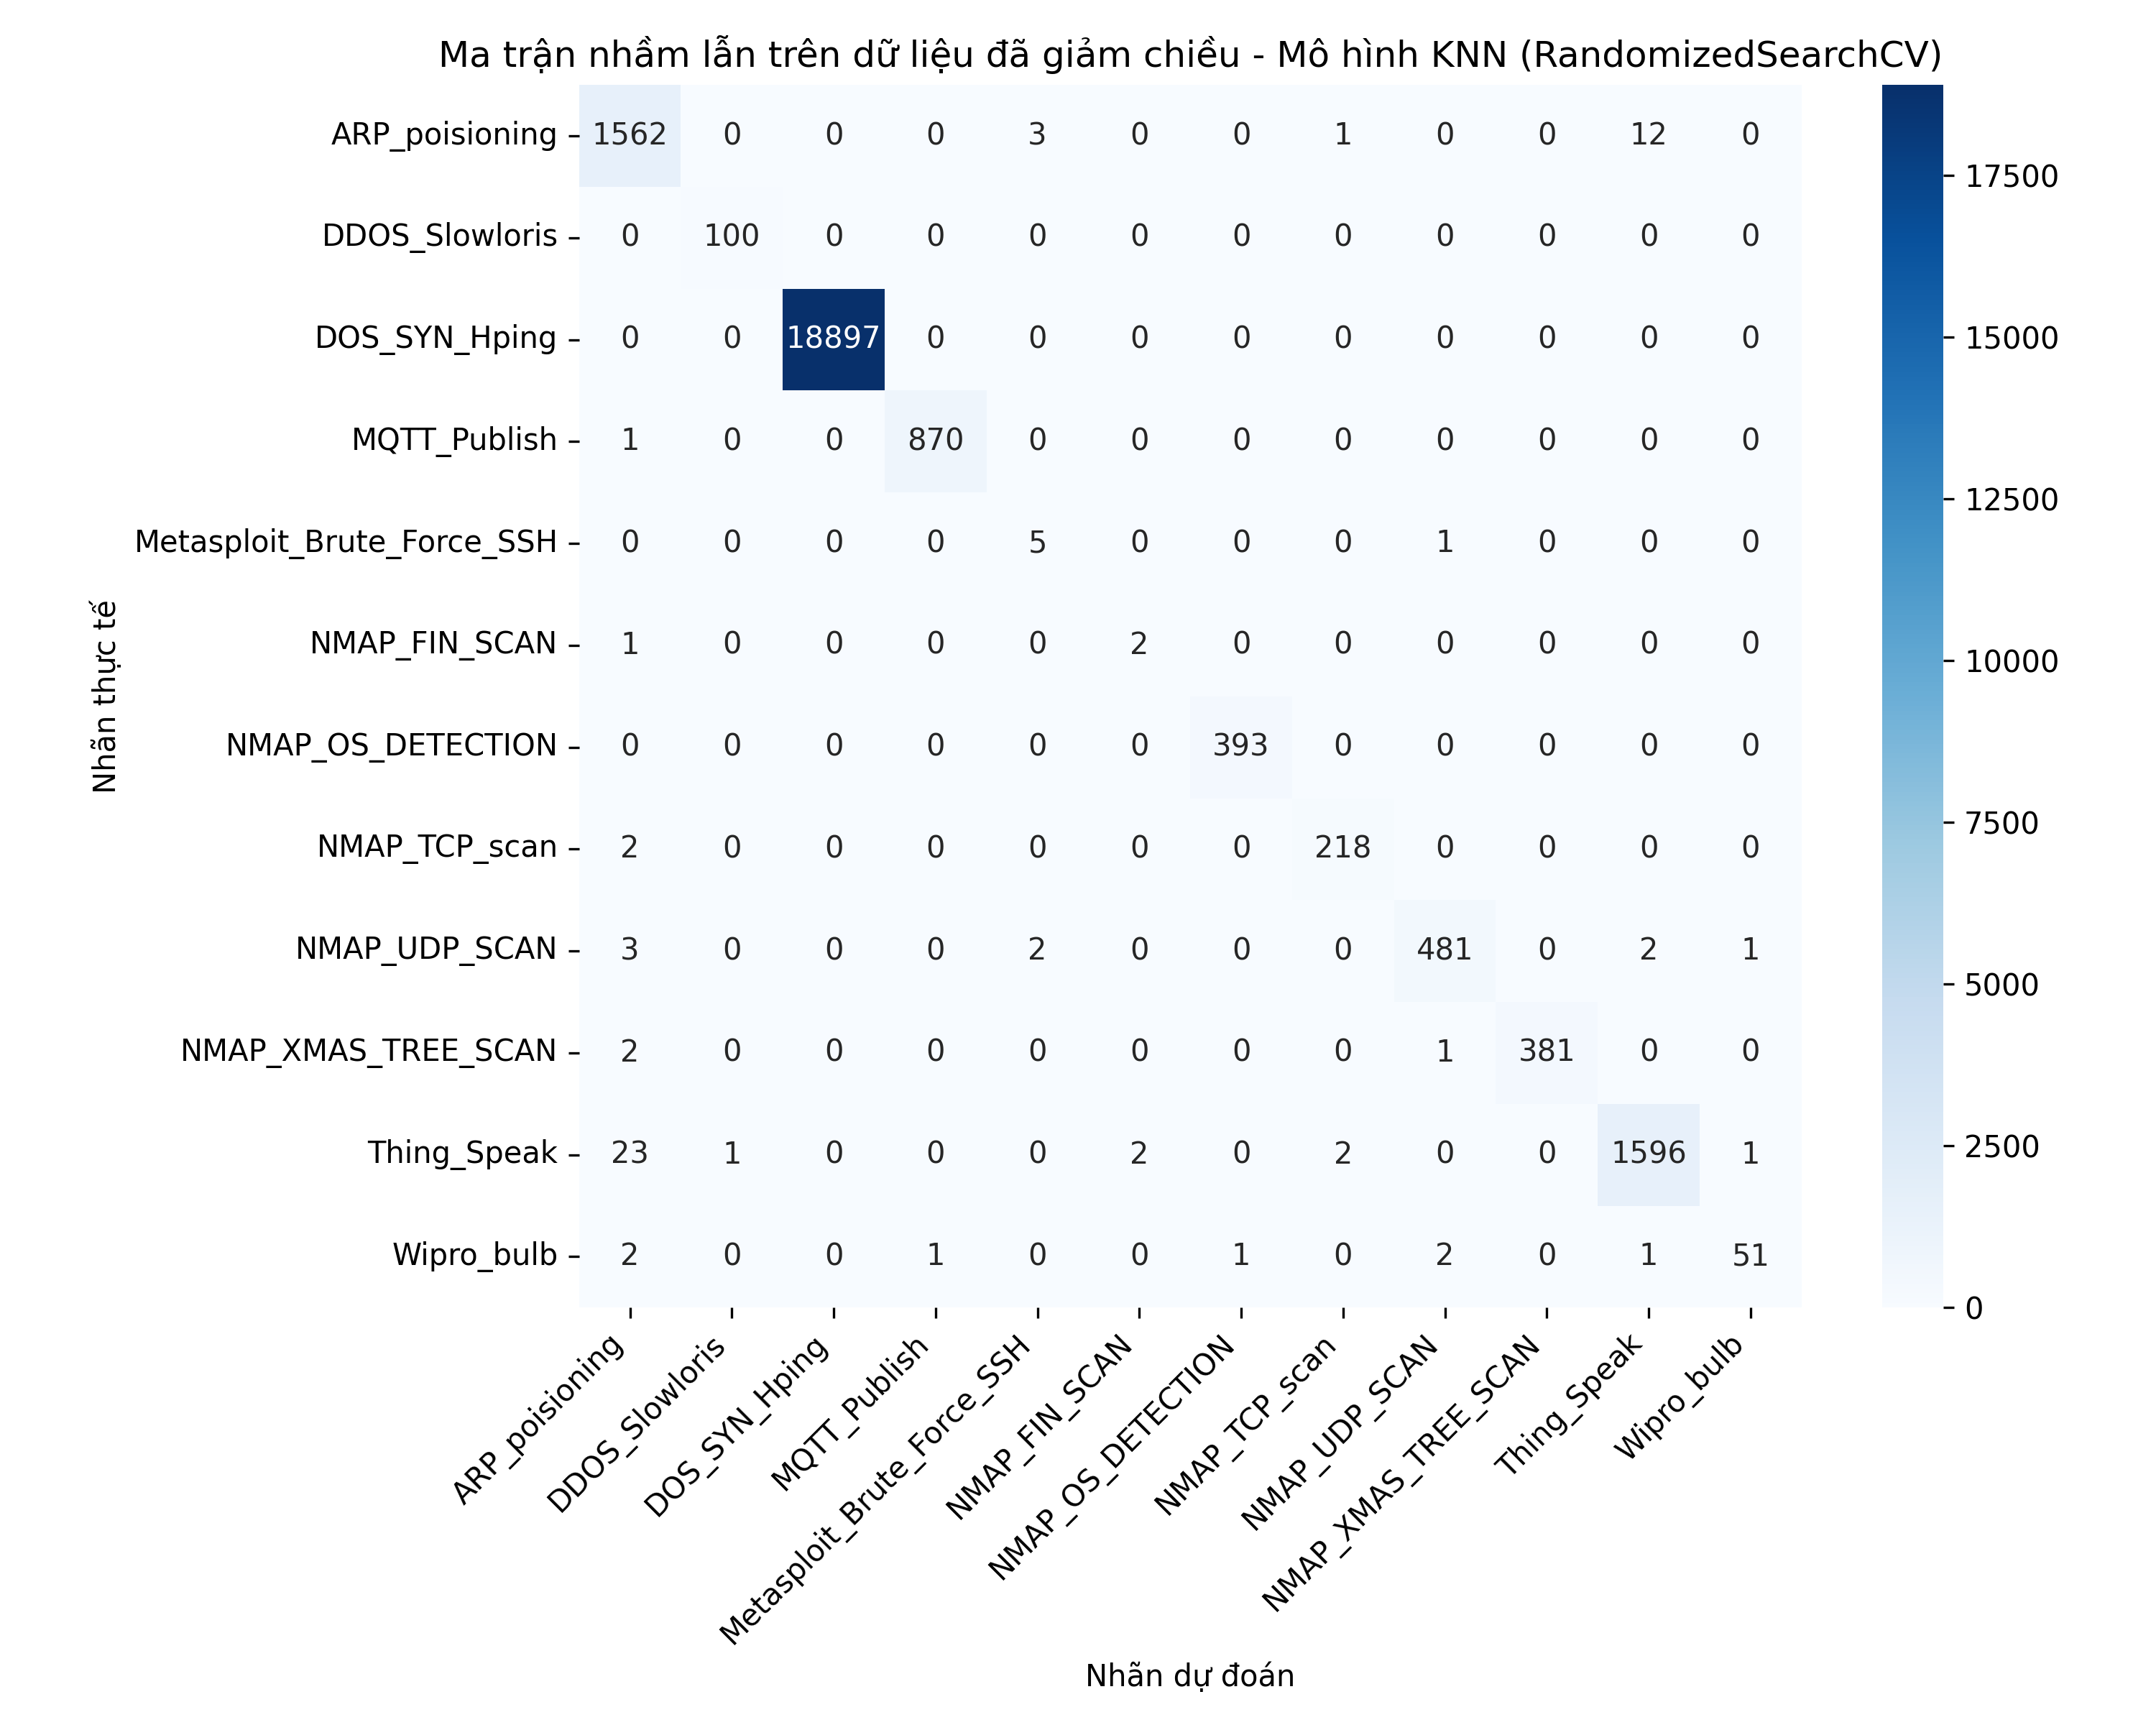 Ma trận nhầm lẫn trên dữ liệu đã giảm chiều - Mô hình KNN (RandomizedSearchCV)
ARP_poisioning 1562 0 0 0 3 0 0 1 0 0 12 0
DDOS_Slowloris 0 100 0 0 0 0 0 0 0 0 0 0
DOS_SYN_Hping 0 0 18897 0 0 0 0 0 0 0 0 0
MQTT_Publish 1 0 0 870 0 0 0 0 0 0 0 0
Metasploit_Brute_Force_SSH 0 0 0 0 5 0 0 0 1 0 0 0
NMAP_FIN_SCAN 1 0 0 0 0 2 0 0 0 0 0 0
NMAP_OS_DETECTION 0 0 0 0 0 0 393 0 0 0 0 0
NMAP_TCP_scan 2 0 0 0 0 0 0 218 0 0 0 0
NMAP_UDP_SCAN 3 0 0 0 2 0 0 0 481 0 2 1
NMAP_XMAS_TREE_SCAN 2 0 0 0 0 0 0 0 1 381 0 0
Thing_Speak 23 1 0 0 0 2 0 2 0 0 1596 1
Wipro_bulb 2 0 0 1 0 0 1 0 2 0 1 51
Nhãn thực tế
ARP_poisioning
DDOS_Slowloris
DOS_SYN_Hping
MQTT_Publish
Metasploit_Brute_Force_SSH
NMAP_FIN_SCAN
NMAP_OS_DETECTION
NMAP_TCP_scan
NMAP_UDP_SCAN
NMAP_XMAS_TREE_SCAN
Thing_Speak
Wipro_bulb
Nhãn dự đoán
17500
15000
12500
10000
7500
5000
2500
0